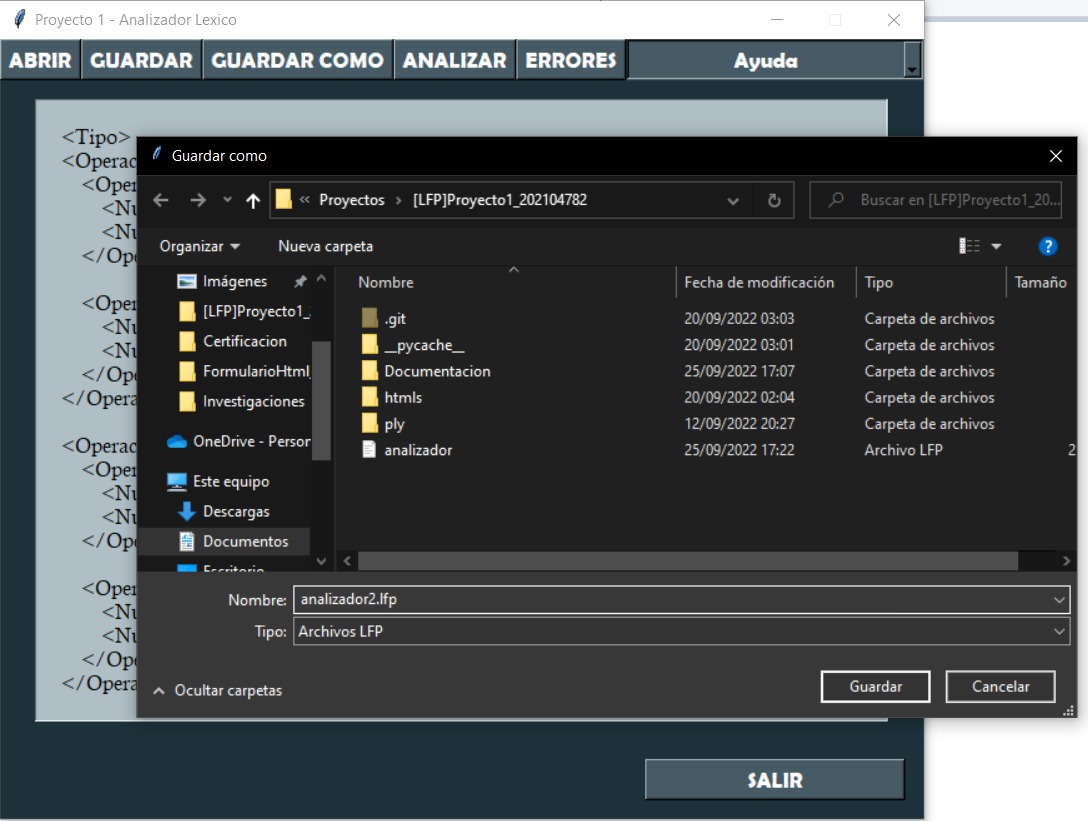 Proyecto 1 - Analizador Lexico
ABRIR GUARDAR GUARDAR COMO ANALIZAR ERRORES Ayuda
<Tipo>
<Operac
<Oper
<Nu
<Nu
</Ope
<Oper
<Nu
<Nu
</Ope
</Opera
<Operac
<Oper
<Nu
<Nu
</Ope
<Oper
<Nu
<Nu
</Ope
</Opera
Guardar como
« Proyectos › [LFP]Proyecto1_202104782
Buscar en [LFP]Proyecto1_20...
Organizar Nueva carpeta ?
Imágenes
[LFP]Proyecto1_
Certificacion
FormularioHtml
Investigaciones
OneDrive - Person
Este equipo
Descargas
Documentos
Escritorio
Nombre Fecha de modificación Tipo Tamaño
.git 20/09/2022 03:03 Carpeta de archivos
__pycache__ 20/09/2022 03:01 Carpeta de archivos
Documentacion 25/09/2022 17:07 Carpeta de archivos
htmls 20/09/2022 02:04 Carpeta de archivos
ply 12/09/2022 20:27 Carpeta de archivos
analizador 25/09/2022 17:22 Archivo LFP 2
Nombre: analizador2.lfp
Tipo: Archivos LFP
Ocultar carpetas Guardar Cancelar
SALIR